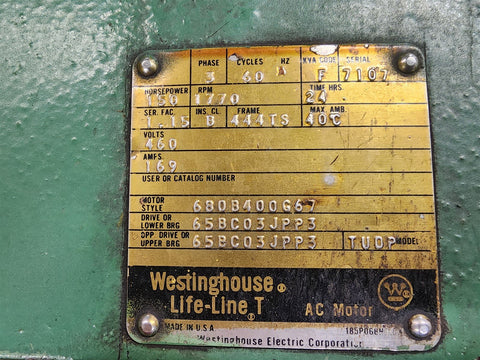 PHASE CYCLES HZ KVA CODE SERIAL
3 60 A F 7107
HORSEPOWER RPM TIME HRS.
150 1770 24
SER. FAC INS. CL FRAME MAX. AMB.
1.15 B 444TS 40C
VOLTS
460
AMPS.
169
USER OR CATALOG NUMBER
MOTOR
STYLE 680B400G67
DRIVE OR
LOWER BRG 65BC03JPP3
OPP. DRIVE OR
UPPER BRG 65BC03JPP3 TUDP MODEL
Westinghouse ®
Life-Line T ® AC Motor
W
MADE IN U.S.A
Westinghouse Electric Corporation